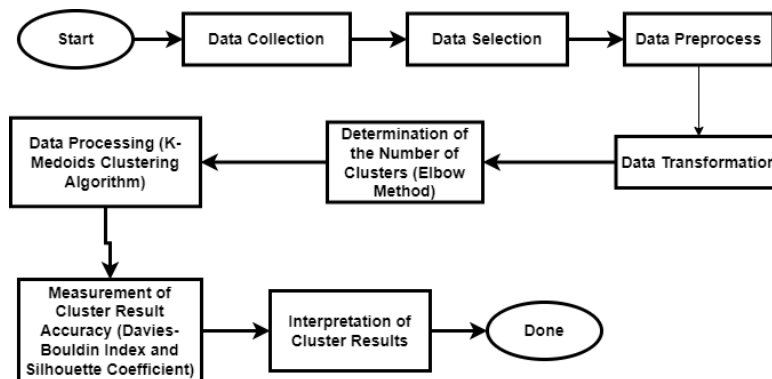 Start
Data Collection
Data Selection
Data Preprocess
Data Transformation
Determination of
the Number of
Clusters (Elbow
Method)
Data Processing (K-
Medoids Clustering
Algorithm)
Measurement of
Cluster Result
Accuracy (Davies-
Bouldin Index and
Silhouette Coefficient)
Interpretation of
Cluster Results
Done